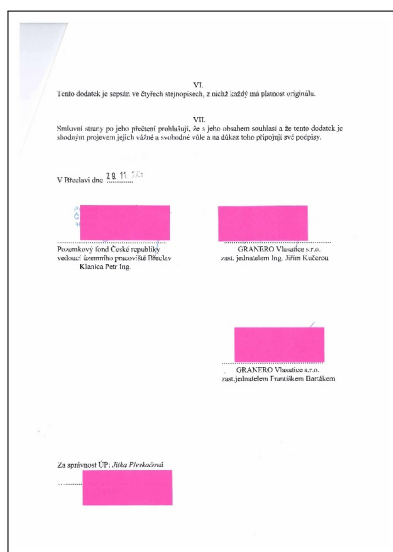 VI.
Tento dodatek je sepsán ve čtyřech stejnopisech, z nichž každý má platnost originálu.
VII.
Smluvní strany po jeho přečtení prohlašují, že s jeho obsahem souhlasí a že tento dodatek je
shodným projevem jejich vážné a svobodné vůle a na důkaz toho připojují své podpisy.
V Břeclavi dne 29. 11.
Pozemkový fond České republiky
vedoucí územního pracoviště Břeclav
Klanica Petr Ing.
GRANERO Vlasatice s.r.o.
zast. jednatelem Ing. Jiřím Kučerou
GRANERO Vlasatice s.r.o.
zast.jednatelem Františkem Bartákem
Za správnost ÚP: Jitka